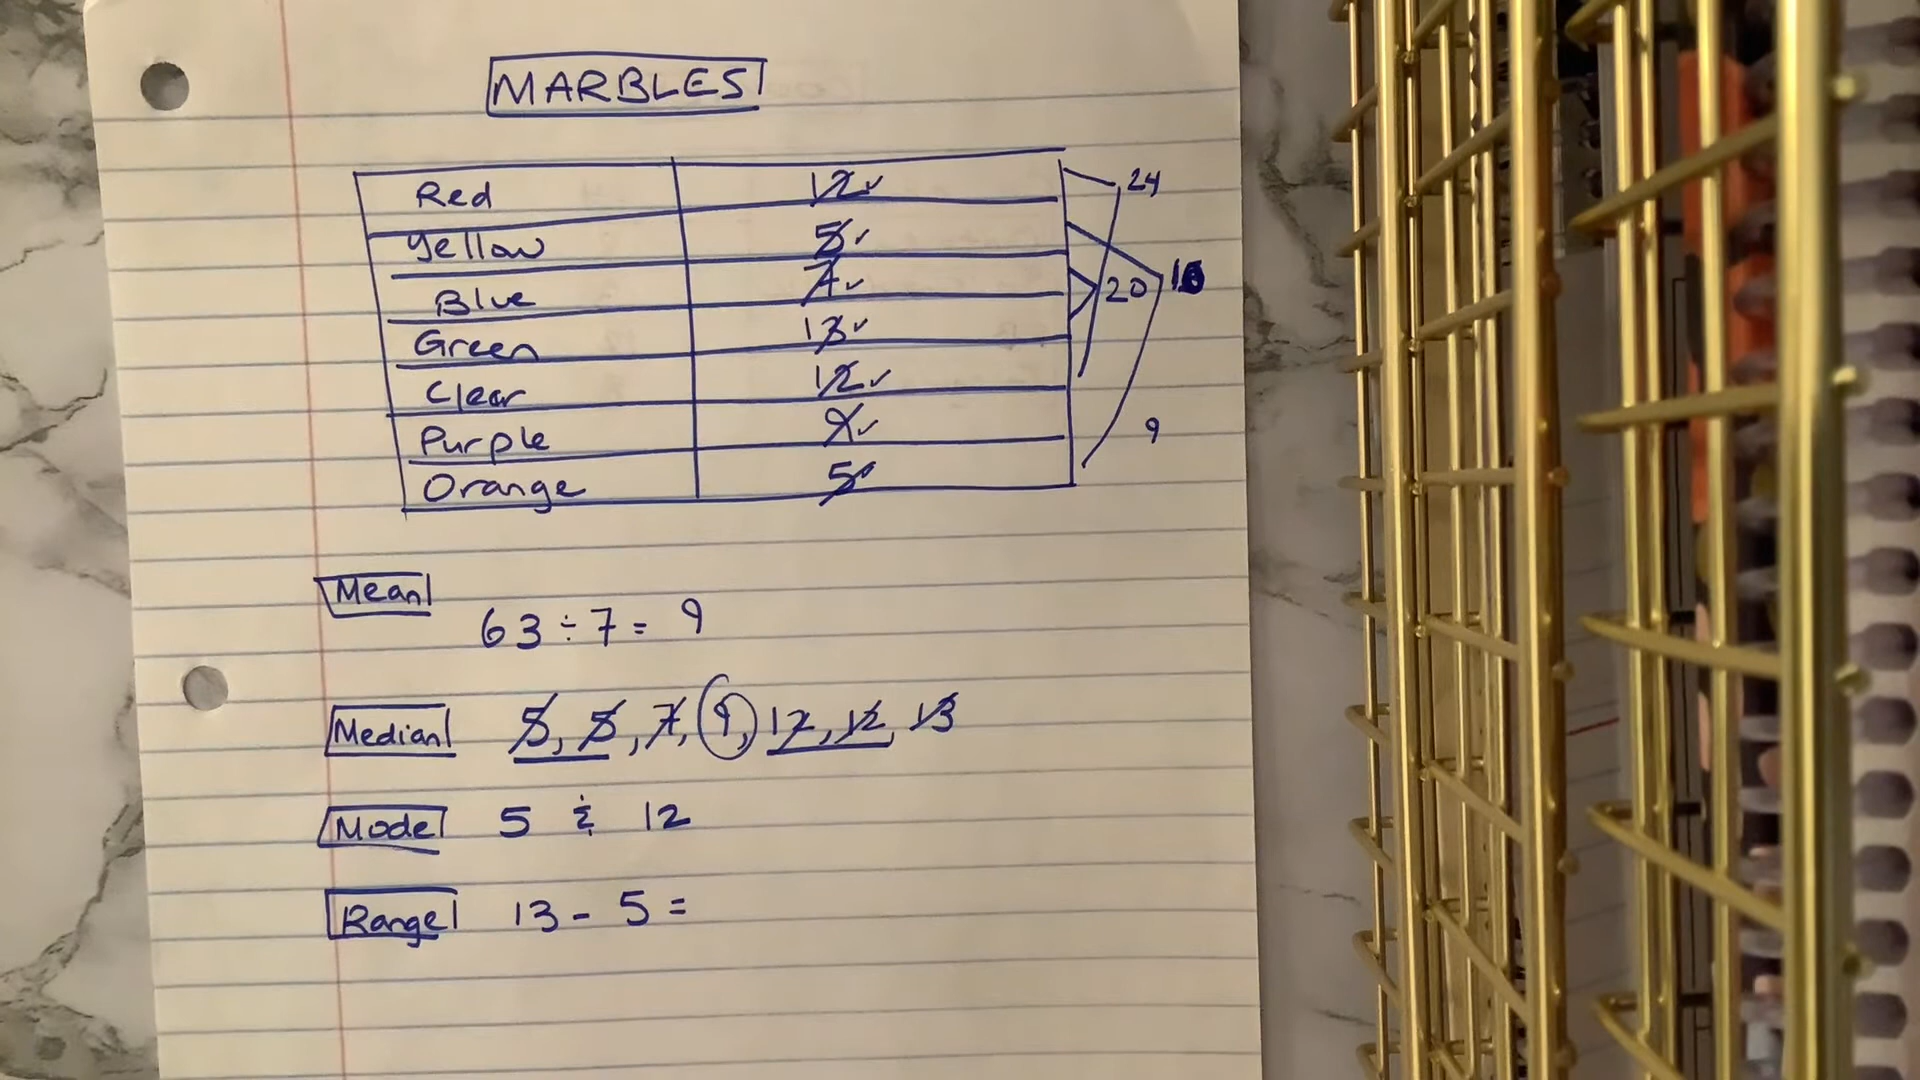 MARBLES
Red 12 ✓ 24
Yellow 5 ✓
Blue 7 ✓ 20 10
Green 13 ✓
Clear 12 ✓
Purple 9 ✓ 9
Orange 5 ✓
Mean
63 ÷ 7 = 9
Median 5, 5, 7, 9, 12, 12, 13
Mode 5 & 12
Range 13 - 5 =